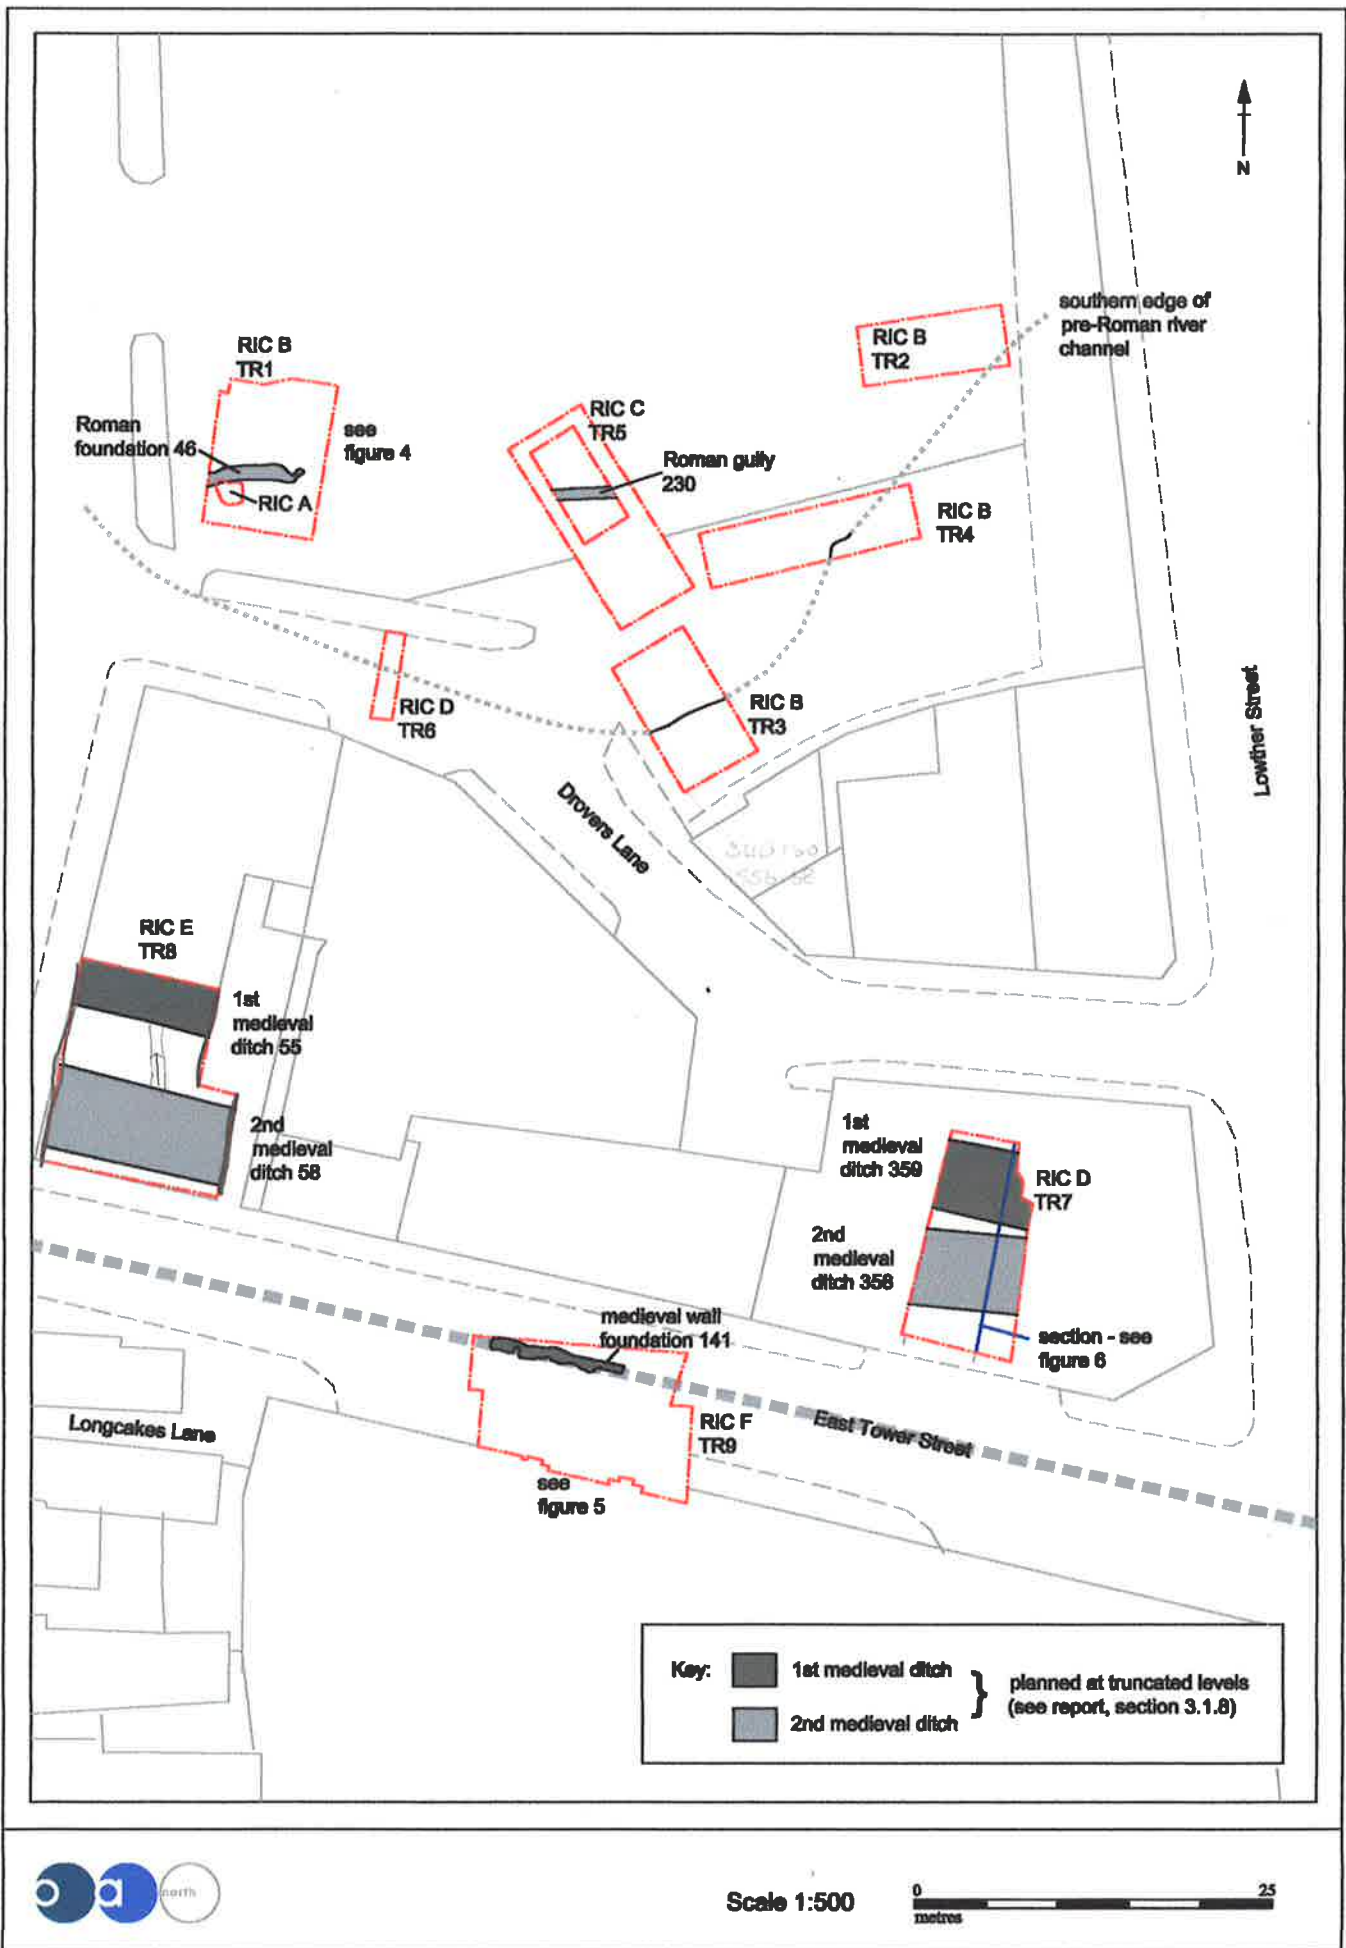 N
southern edge of
pre-Roman river
channel
RIC B
TR2
RIC B
TR1
Roman
foundation 46
see
figure 4
RIC A
RIC C
TR5
Roman gully
230
RIC B
TR4
RIC D
TR6
RIC B
TR3
Lowther Street
Drovers Lane
RIC E
TR8
1st
medieval
ditch 55
2nd
medieval
ditch 58
1st
medieval
ditch 359
RIC D
TR7
2nd
medieval
ditch 358
section - see
figure 6
medieval wall
foundation 141
East Tower Street
RIC F
TR9
Longcakes Lane
see
figure 5
Key:
1st medieval ditch
2nd medieval ditch
planned at truncated levels
(see report, section 3.1.8)
oa north
Scale 1:500
0 25
metres